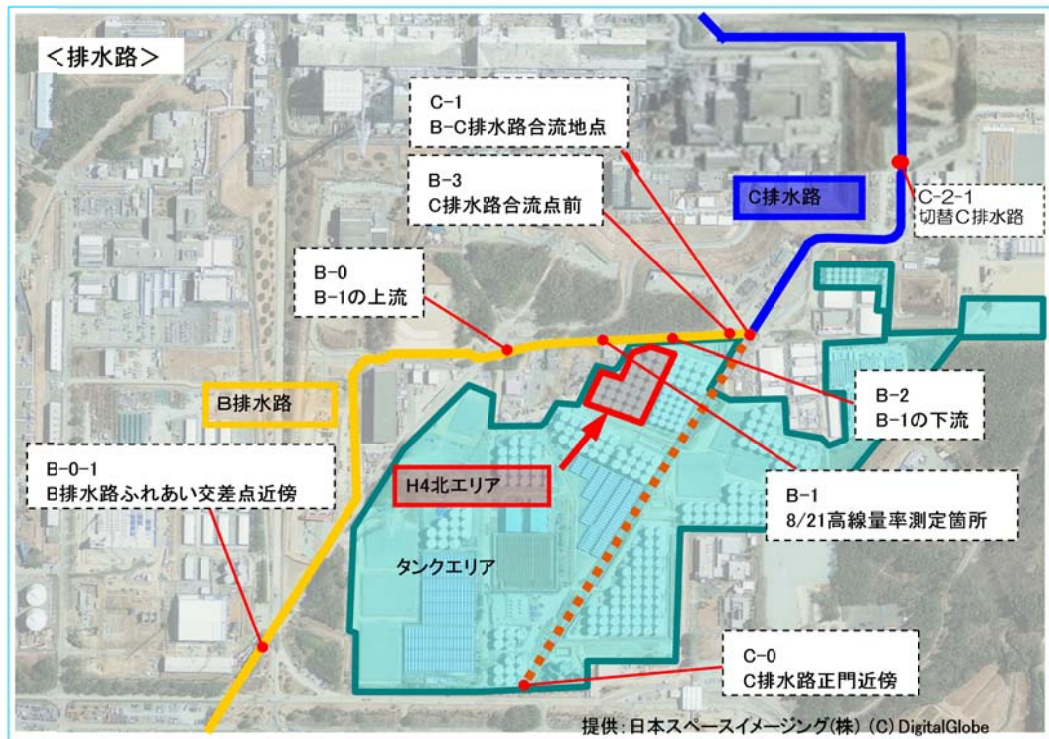 <排水路>
C-1
B-C排水路合流地点
B-3
C排水路合流点前
C排水路
C-2-1
切替C排水路
B-0
B-1の上流
B排水路
B-2
B-1の下流
B-0-1
B排水路ふれあい交差点近傍
H4北エリア
B-1
8/21高線量率測定箇所
タンクエリア
C-0
C排水路正門近傍
提供:日本スペースイメージング(株) (C) DigitalGlobe